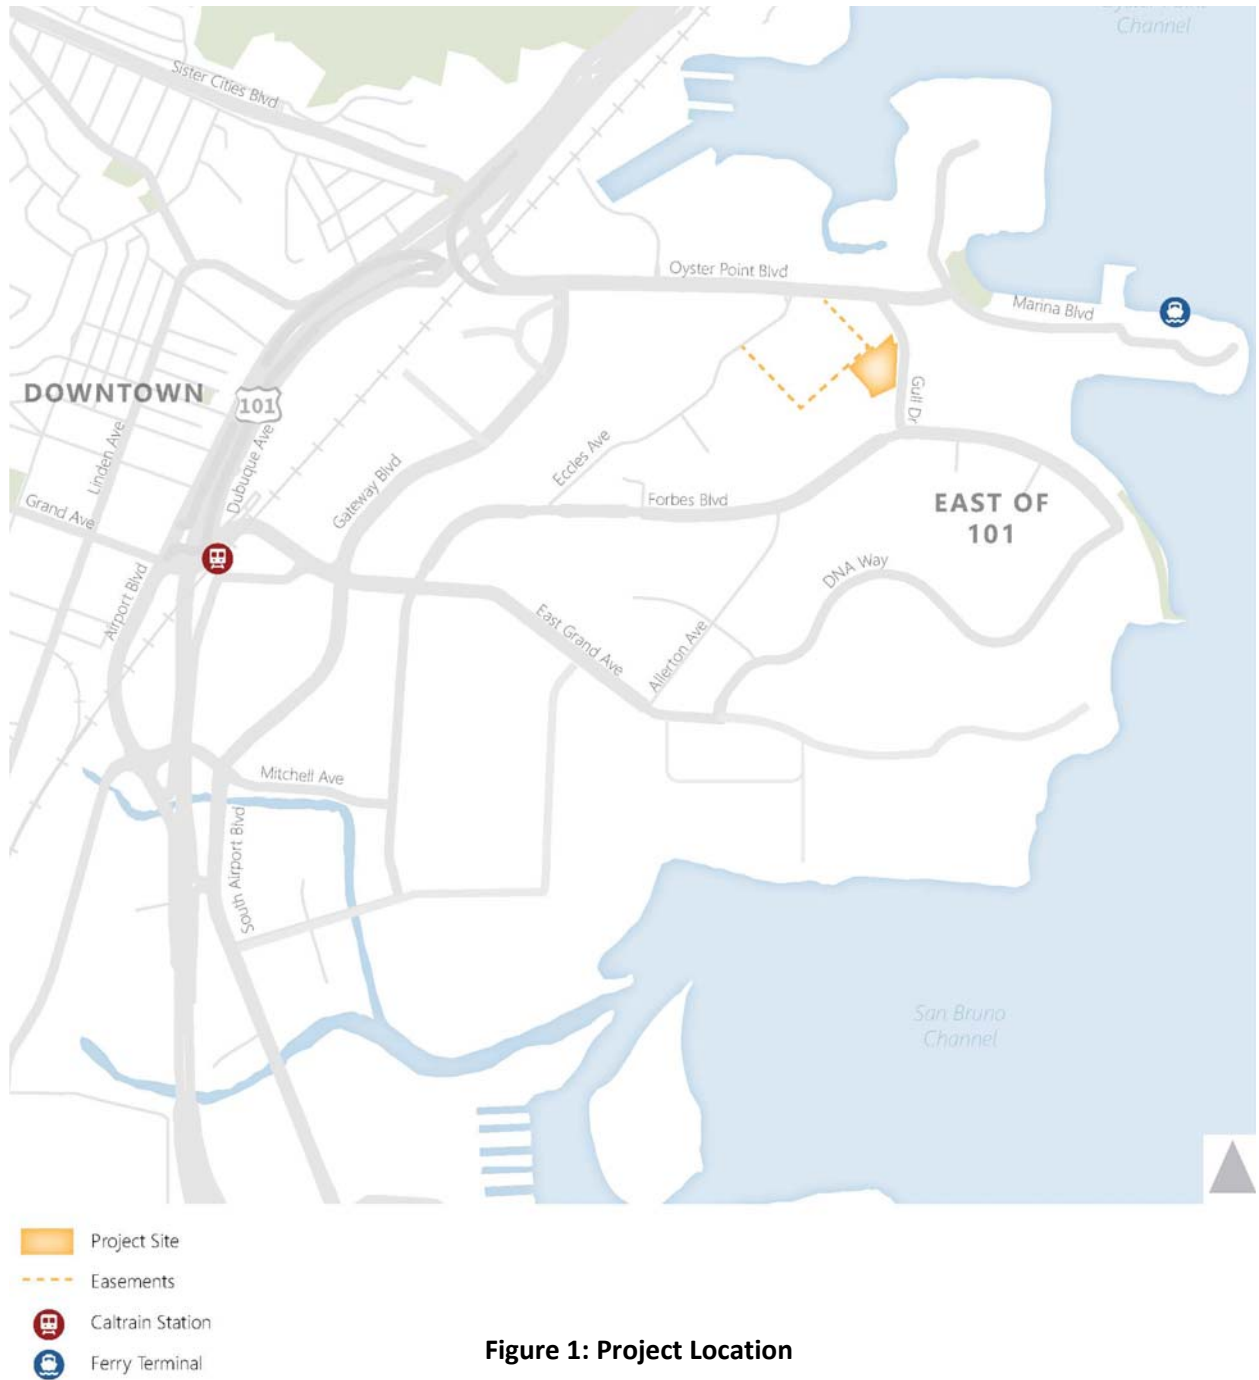 Channel
Sister Cities Blvd
Oyster Point Blvd
Marina Blvd
DOWNTOWN
101
Linden Ave
Dubuque Ave
Gull Dr
Eccles Ave
Gateway Blvd
Forbes Blvd
EAST OF
101
Grand Ave
Airport Blvd
DNA Way
East Grand Ave
Allerton Ave
Mitchell Ave
South Airport Blvd
San Bruno
Channel
Project Site
Easements
Caltrain Station
Ferry Terminal
Figure 1: Project Location